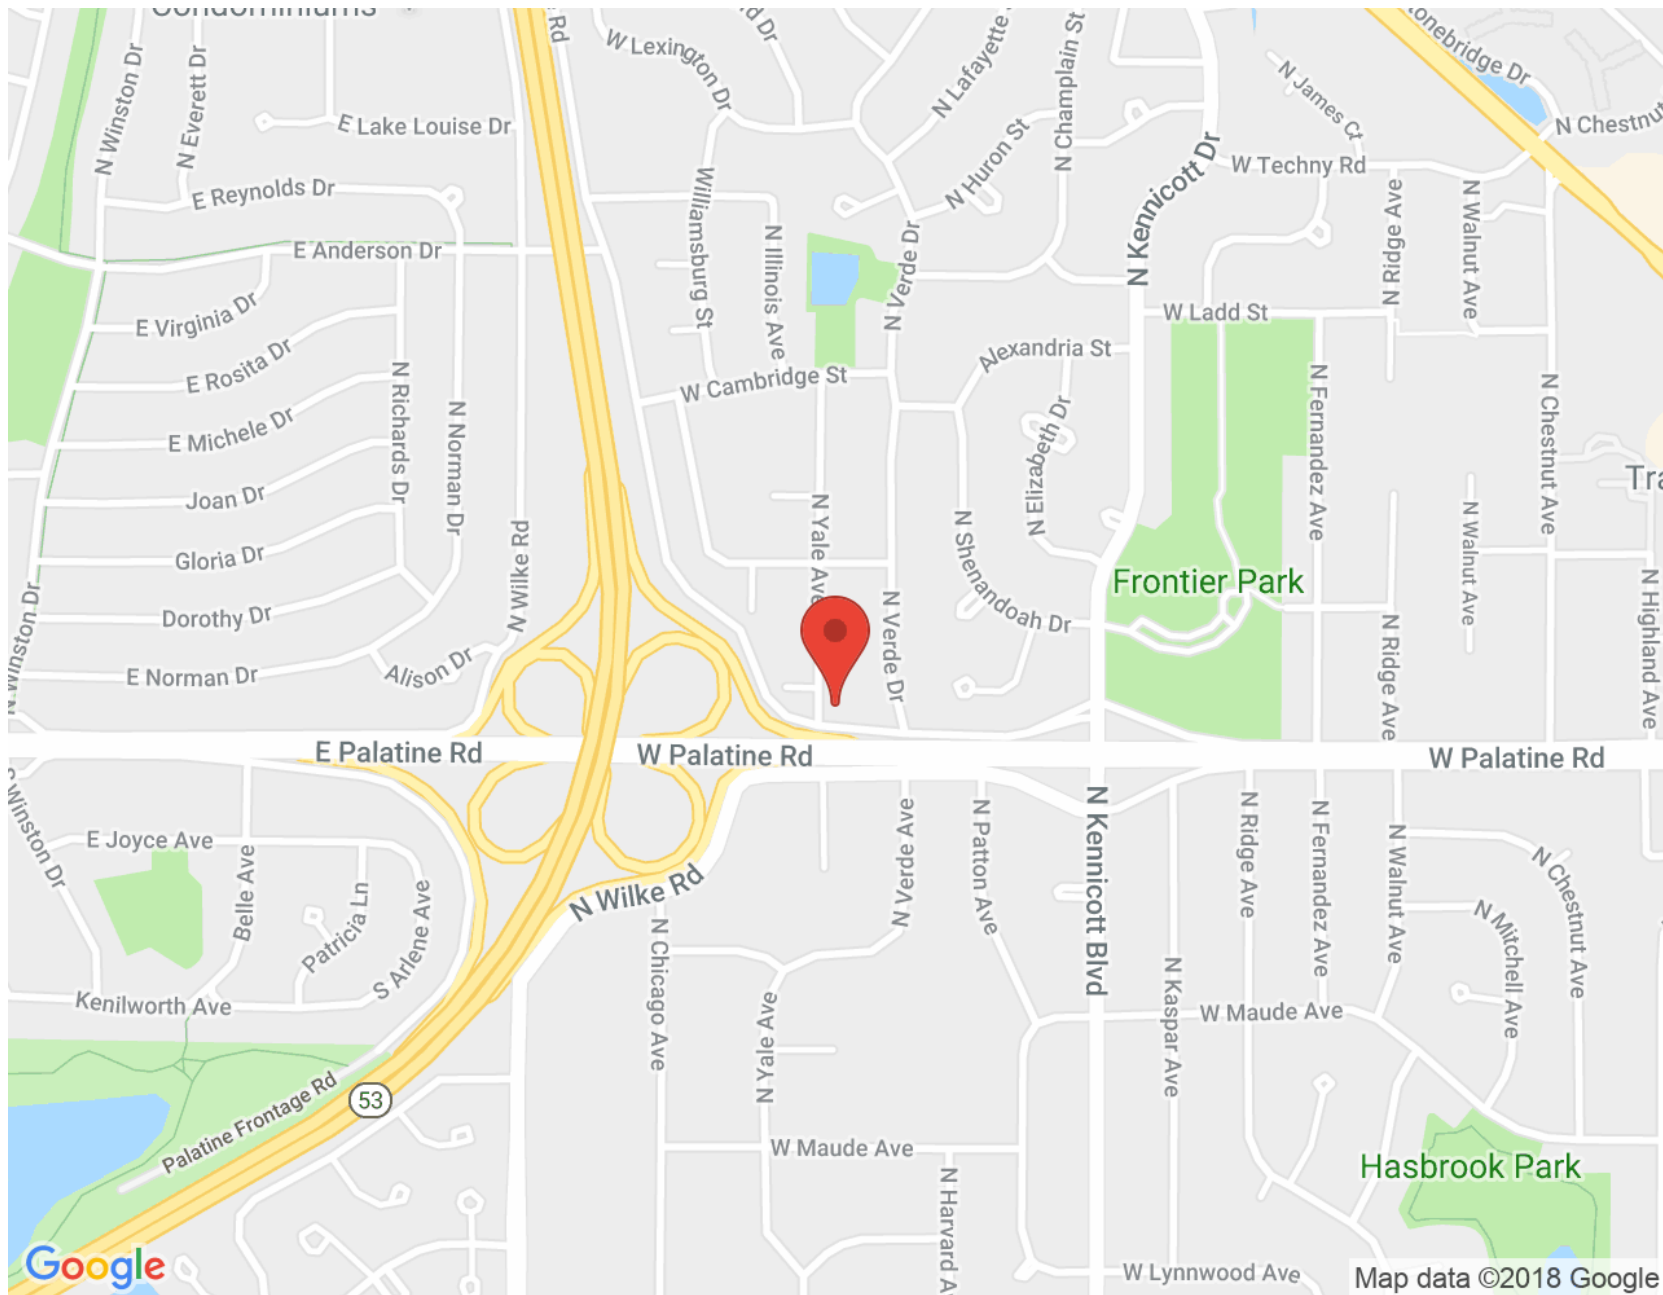 Condominiums
Rd
W Lexington Dr
N Lafayette
N Champlain St
Stonebridge Dr
N Winston Dr
N Everett Dr
E Lake Louise Dr
N James Ct
N Chestnut
N Huron St
N Kennicott Dr
W Techny Rd
E Reynolds Dr
Williamsburg St
N Illinois Ave
N Verde Dr
N Ridge Ave
N Walnut Ave
E Anderson Dr
E Virginia Dr
W Ladd St
E Rosita Dr
Alexandria St
W Cambridge St
N Richards Dr
N Norman Dr
E Michele Dr
N Elizabeth Dr
N Fernandez Ave
N Chestnut Ave
Joan Dr
N Yale Ave
N Shenandoah Dr
N Walnut Ave
Gloria Dr
N Wilke Rd
Frontier Park
Dorothy Dr
N Winston Dr
N Verde Dr
N Ridge Ave
N Highland Ave
E Norman Dr
Alison Dr
E Palatine Rd
W Palatine Rd
W Palatine Rd
S Winston Dr
E Joyce Ave
Belle Ave
Patricia Ln
S Arlene Ave
N Wilke Rd
N Verde Ave
N Patton Ave
N Kennicott Blvd
N Ridge Ave
N Fernandez Ave
N Walnut Ave
N Chestnut Ave
N Mitchell Ave
N Chicago Ave
N Yale Ave
N Kaspar Ave
Kenilworth Ave
W Maude Ave
Palatine Frontage Rd
53
W Maude Ave
Hasbrook Park
N Harvard A
W Lynnwood Ave
Google
Map data ©2018 Google